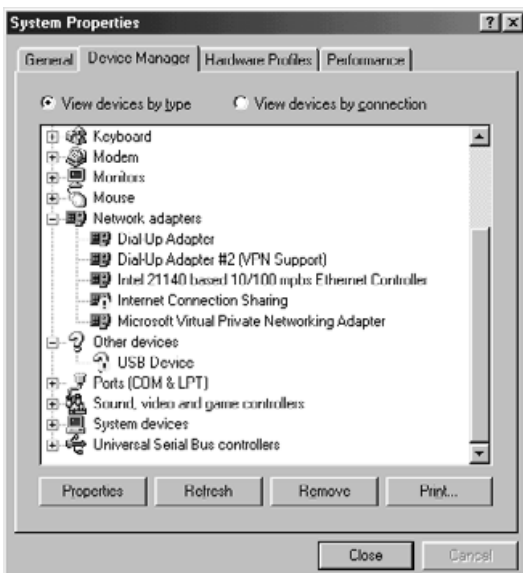 System Properties
General Device Manager Hardware Profiles Performance
View devices by type View devices by connection
Keyboard
Modem
Monitors
Mouse
Network adapters
Dial-Up Adapter
Dial-Up Adapter #2 (VPN Support)
Intel 21140 based 10/100 mpbs Ethernet Controller
Internet Connection Sharing
Microsoft Virtual Private Networking Adapter
Other devices
USB Device
Ports (COM & LPT)
Sound, video and game controllers
System devices
Universal Serial Bus controllers
Properties Refresh Remove Print...
Close Cancel